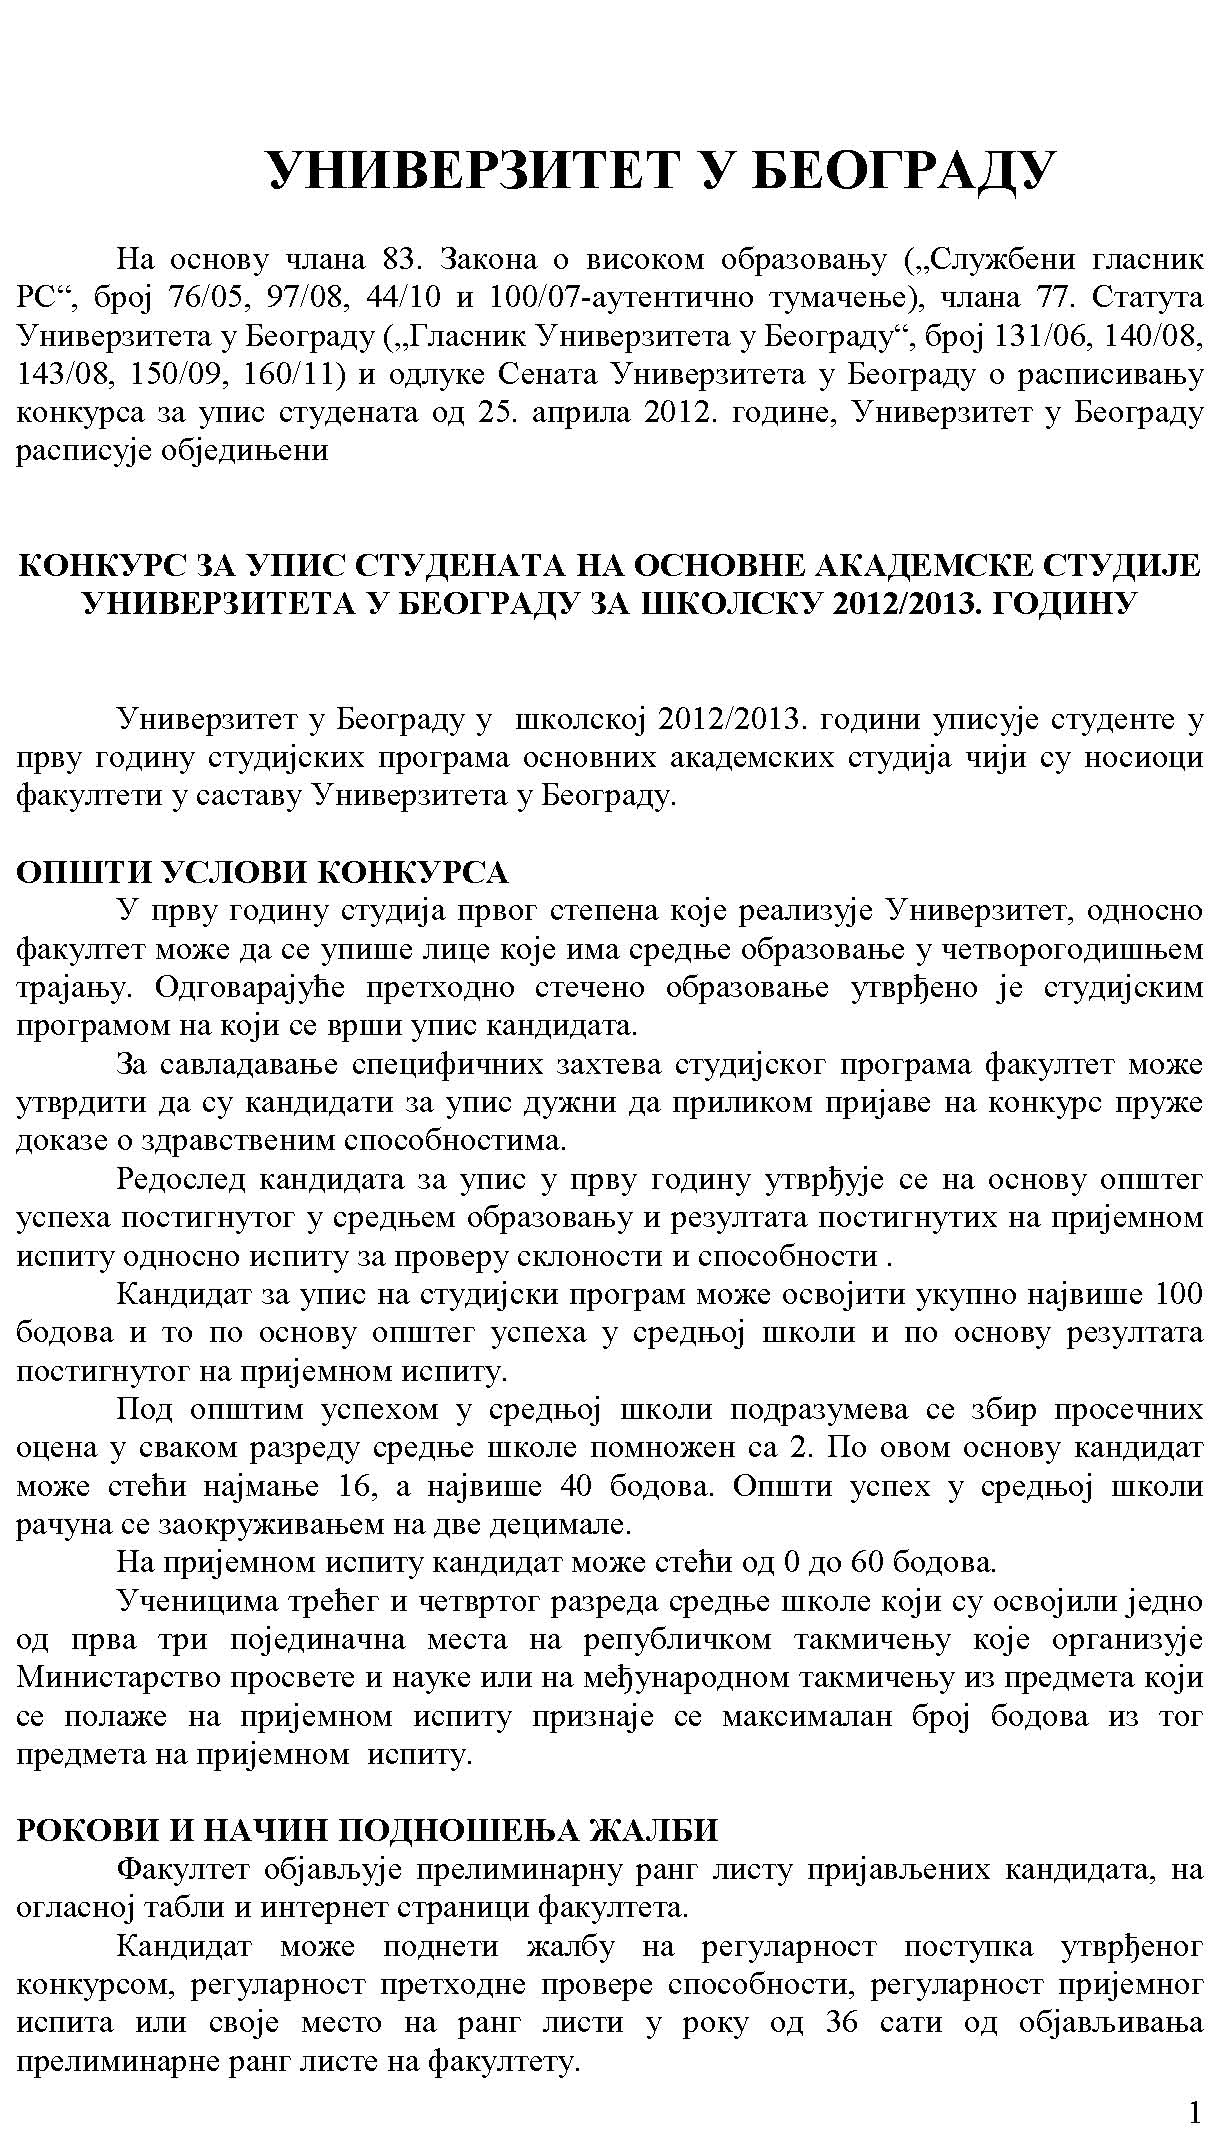 УНИВЕРЗИТЕТ У БЕОГРАДУ
На основу члана 83. Закона о високом образовању („Службени гласник
РС“, број 76/05, 97/08, 44/10 и 100/07-аутентично тумачење), члана 77. Статута
Универзитета у Београду („Гласник Универзитета у Београду“, број 131/06, 140/08,
143/08, 150/09, 160/11) и одлуке Сената Универзитета у Београду о расписивању
конкурса за упис студената од 25. априла 2012. године, Универзитет у Београду
расписује обједињени
КОНКУРС ЗА УПИС СТУДЕНАТА НА ОСНОВНЕ АКАДЕМСКЕ СТУДИЈЕ
УНИВЕРЗИТЕТА У БЕОГРАДУ ЗА ШКОЛСКУ 2012/2013. ГОДИНУ
Универзитет у Београду у школској 2012/2013. години уписује студенте у
прву годину студијских програма основних академских студија чији су носиоци
факултети у саставу Универзитета у Београду.
ОПШТИ УСЛОВИ КОНКУРСА
У прву годину студија првог степена које реализује Универзитет, односно
факултет може да се упише лице које има средње образовање у четворогодишњем
трајању. Одговарајуће претходно стечено образовање утврђено је студијским
програмом на који се врши упис кандидата.
За савладавање специфичних захтева студијског програма факултет може
утврдити да су кандидати за упис дужни да приликом пријаве на конкурс пруже
доказе о здравственим способностима.
Редослед кандидата за упис у прву годину утврђује се на основу општег
успеха постигнутог у средњем образовању и резултата постигнутих на пријемном
испиту односно испиту за проверу склоности и способности .
Кандидат за упис на студијски програм може освојити укупно највише 100
бодова и то по основу општег успеха у средњој школи и по основу резултата
постигнутог на пријемном испиту.
Под општим успехом у средњој школи подразумева се збир просечних
оцена у сваком разреду средње школе помножен са 2. По овом основу кандидат
може стећи најмање 16, а највише 40 бодова. Општи успех у средњој школи
рачуна се заокруживањем на две децимале.
На пријемном испиту кандидат може стећи од 0 до 60 бодова.
Ученицима трећег и четвртог разреда средње школе који су освојили једно
од прва три појединачна места на републичком такмичењу које организује
Министарство просвете и науке или на међународном такмичењу из предмета који
се полаже на пријемном испиту признаје се максималан број бодова из тог
предмета на пријемном испиту.
РОКОВИ И НАЧИН ПОДНОШЕЊА ЖАЛБИ
Факултет објављује прелиминарну ранг листу пријављених кандидата, на
огласној табли и интернет страници факултета.
Кандидат може поднети жалбу на регуларност поступка утврђеног
конкурсом, регуларност претходне провере способности, регуларност пријемног
испита или своје место на ранг листи у року од 36 сати од објављивања
прелиминарне ранг листе на факултету.
1